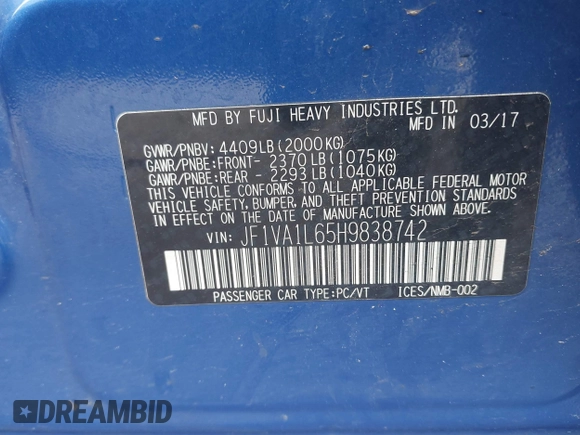 MFD BY FUJI HEAVY INDUSTRIES LTD.
MFD IN 03/17
GVWR/PNBV: 4409LB(2000KG)
GAWR/PNBE:FRONT- 2370LB(1075KG)
GAWR/PNBE:REAR - 2293LB(1040KG)
THIS VEHICLE CONFORMS TO ALL APPLICABLE FEDERAL MOTOR
VEHICLE SAFETY, BUMPER, AND THEFT PREVENTION STANDARDS
IN EFFECT ON THE DATE OF MANUFACTURE SHOWN ABOVE.
VIN: JF1VA1L65H9838742
PASSENGER CAR TYPE:PC/VT ICES/NMB-002
DREAMBID